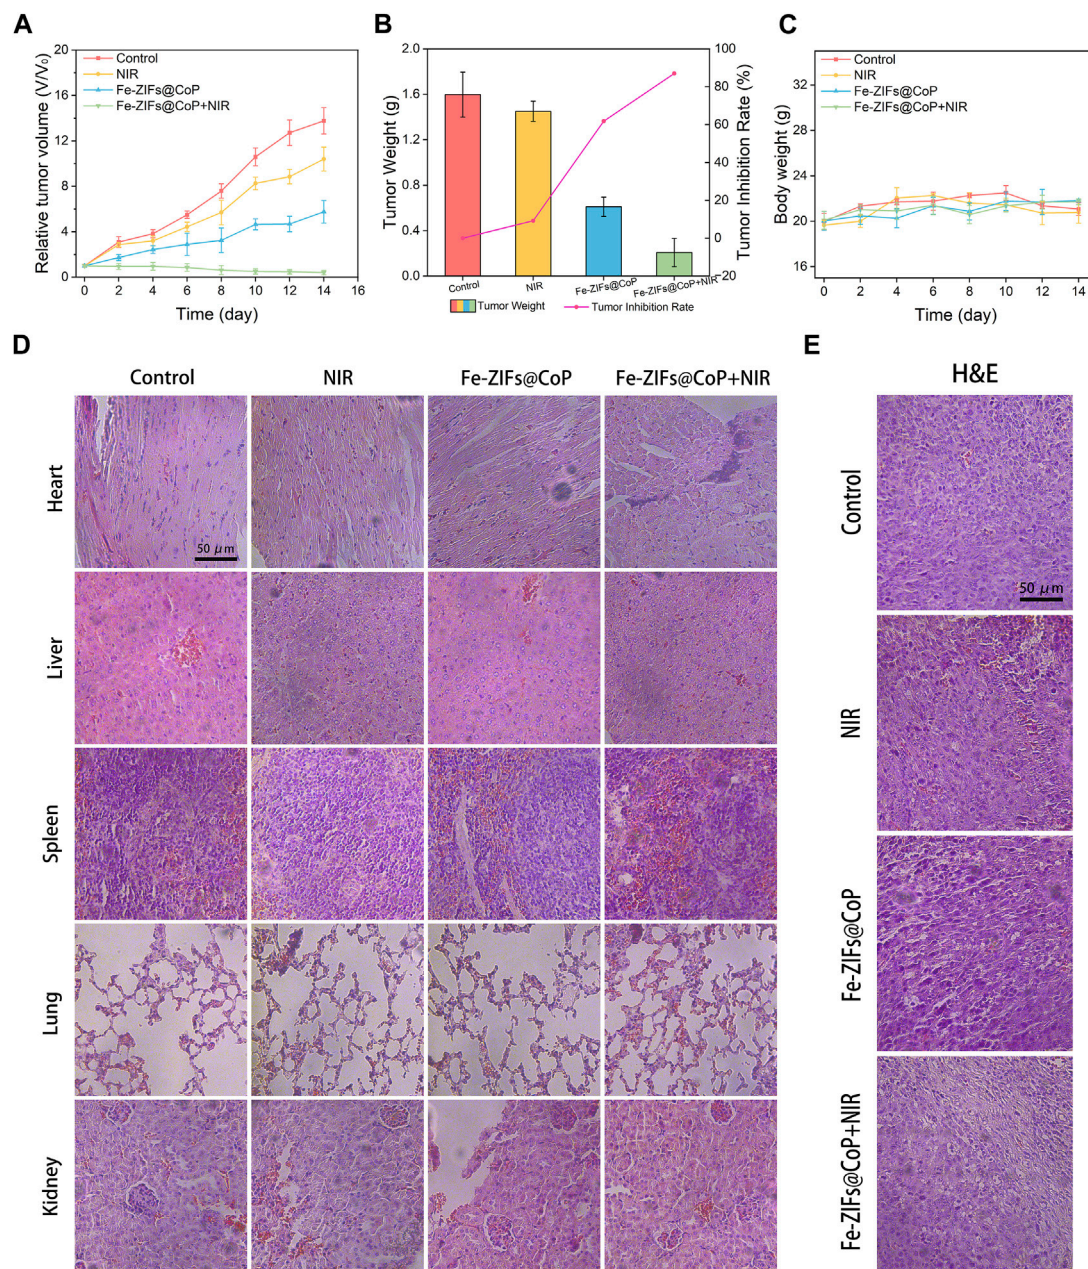 A
Control
NIR
Fe-ZIFs@CoP
Fe-ZIFs@CoP+NIR
Relative tumor volume (V/V₀)
20
16
12
8
4
0
0 2 4 6 8 10 12 14
Time (day)
B
Tumor Weight (g)
2.0
1.6
1.2
0.8
0.4
0.0
100
80
60
40
20
0
−20
Tumor Inhibition Rate (%)
Control NIR Fe-ZIFs@CoP Fe-ZIFs@CoP+NIR
Tumor Weight Tumor Inhibition Rate
C
Control
NIR
Fe-ZIFs@CoP
Fe-ZIFs@CoP+NIR
Body weight (g)
32
28
24
20
16
0 2 4 6 8 10 12 14
Time (day)
D
Control NIR Fe-ZIFs@CoP Fe-ZIFs@CoP+NIR
Heart
50 μm
Liver
Spleen
Lung
Kidney
E
H&E
Control
50 μm
NIR
Fe-ZIFs@CoP
Fe-ZIFs@CoP+NIR